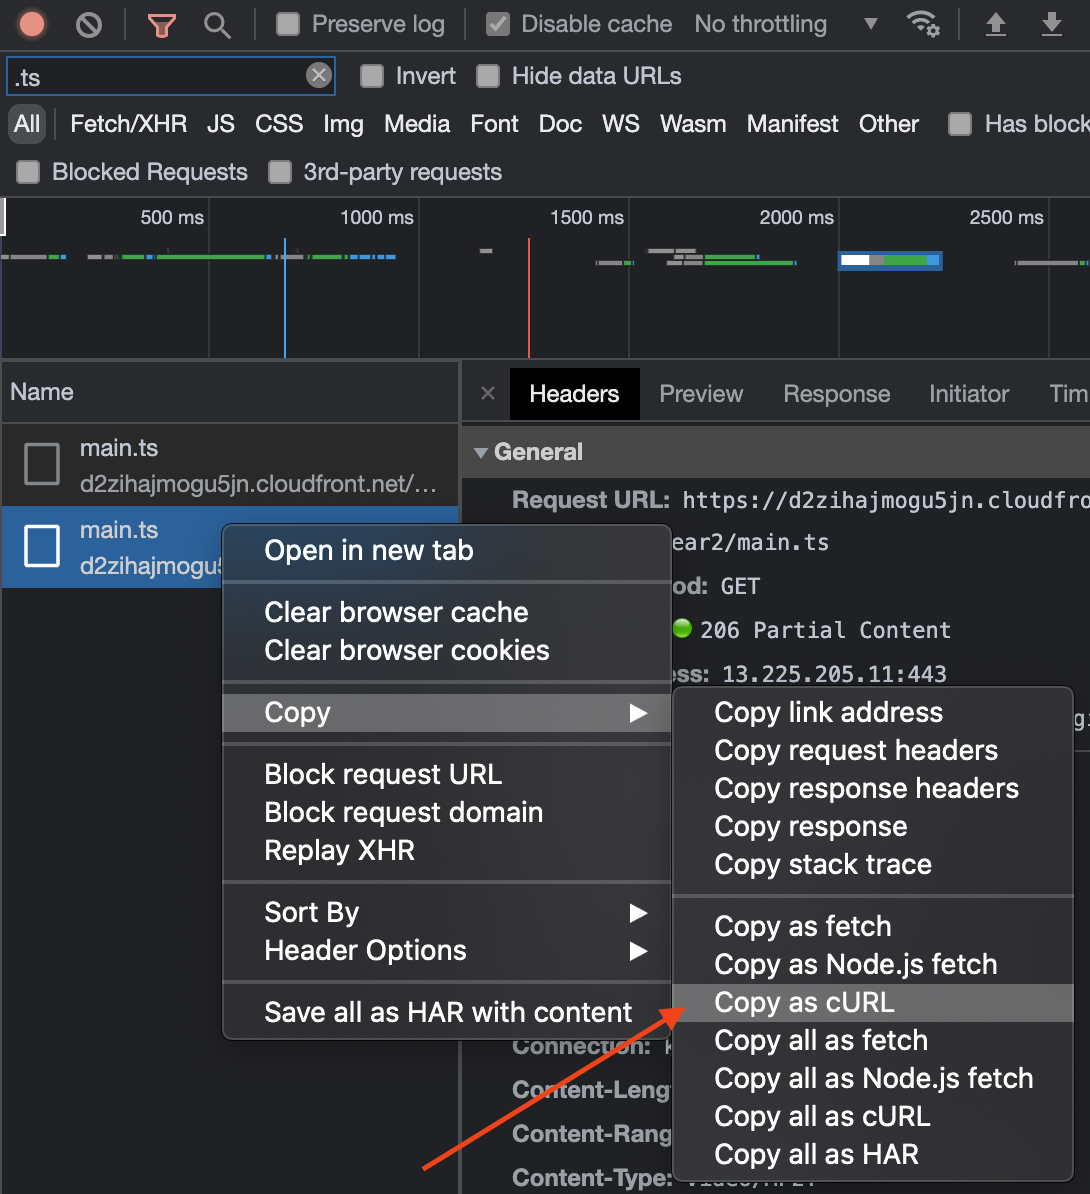 Preserve log Disable cache No throttling
.ts Invert Hide data URLs
All Fetch/XHR JS CSS Img Media Font Doc WS Wasm Manifest Other Has block
Blocked Requests 3rd-party requests
500 ms 1000 ms 1500 ms 2000 ms 2500 ms
Name
Headers Preview Response Initiator Tim
main.ts
d2zihajmogu5jn.cloudfront.net/…
main.ts
d2zihajmogu5
General
Request URL: https://d2zihajmogu5jn.cloudfro
ear2/main.ts
od: GET
206 Partial Content
ess: 13.225.205.11:443
Open in new tab
Clear browser cache
Clear browser cookies
Copy
Block request URL
Block request domain
Replay XHR
Sort By
Header Options
Save all as HAR with content
Copy link address
Copy request headers
Copy response headers
Copy response
Copy stack trace
Copy as fetch
Copy as Node.js fetch
Copy as cURL
Copy all as fetch
Copy all as Node.js fetch
Copy all as cURL
Copy all as HAR
Connection:
Content-Leng
Content-Rang
Content-Type: